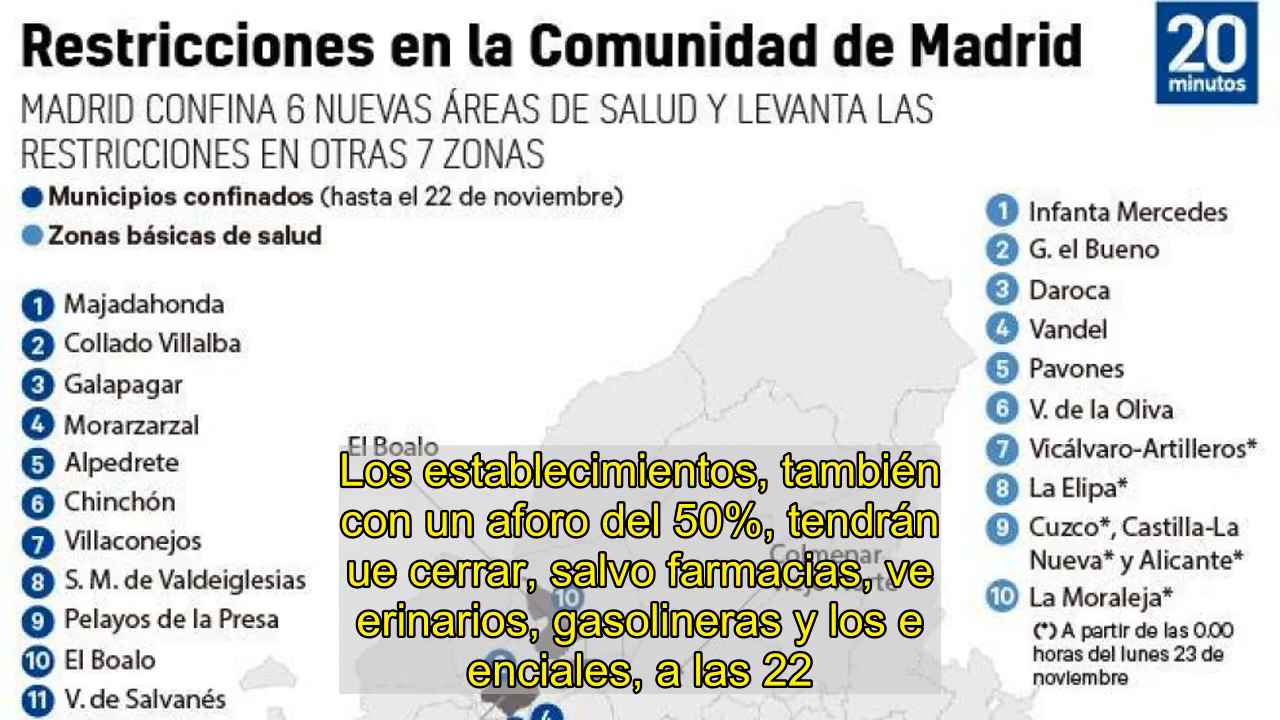 Restricciones en la Comunidad de Madrid
20
minutos
MADRID CONFINA 6 NUEVAS ÁREAS DE SALUD Y LEVANTA LAS
RESTRICCIONES EN OTRAS 7 ZONAS
Municipios confinados (hasta el 22 de noviembre)
Zonas básicas de salud
1 Majadahonda
2 Collado Villalba
3 Galapagar
4 Morarzarzal
5 Alpedrete
6 Chinchón
7 Villaconejos
8 S. M. de Valdeiglesias
9 Pelayos de la Presa
10 El Boalo
11 V. de Salvanés
El Boalo
Colmenar
Viejo Norte
10
4
Los establecimientos, también
con un aforo del 50%, tendrán
ue cerrar, salvo farmacias, ve
erinarios, gasolineras y los e
enciales, a las 22
1 Infanta Mercedes
2 G. el Bueno
3 Daroca
4 Vandel
5 Pavones
6 V. de la Oliva
7 Vicálvaro-Artilleros*
8 La Elipa*
9 Cuzco*, Castilla-La
Nueva* y Alicante*
10 La Moraleja*
(*) A partir de las 0.00
horas del lunes 23 de
noviembre